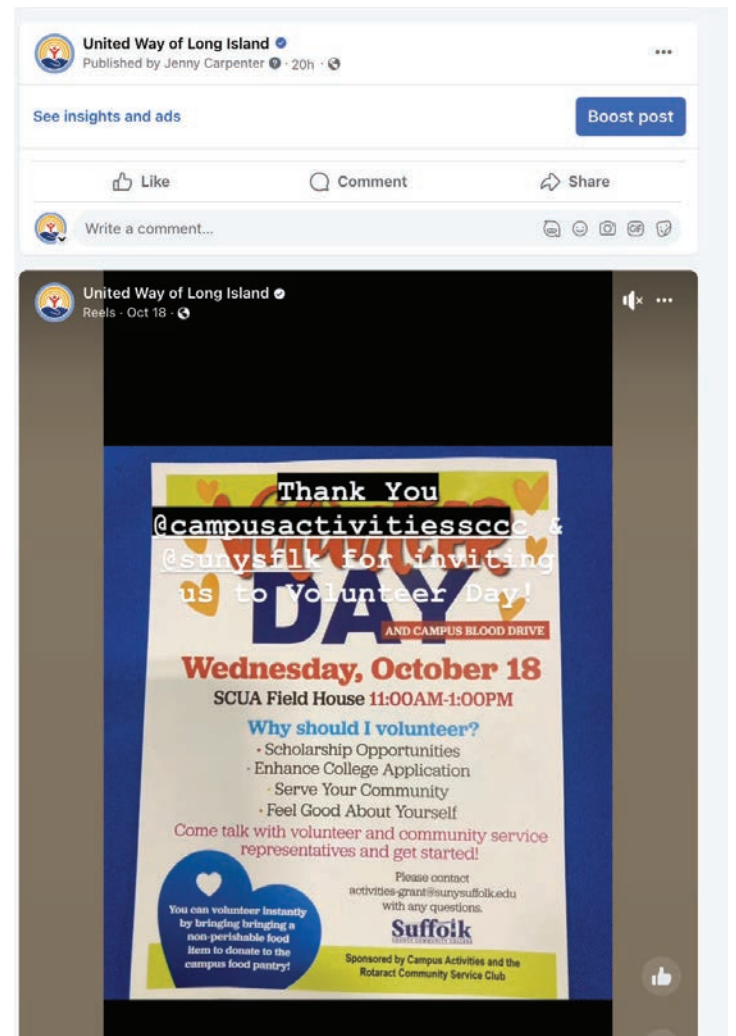 United Way of Long Island
Published by Jenny Carpenter · 20h ·
See insights and ads
Boost post
Like
Comment
Share
Write a comment...
GIF
United Way of Long Island
Reels · Oct 18 ·
Thank You
@campusactivitiessccc &
@sunysflk for inviting
us to Volunteer Day!
VOLUNTEER
DAY
AND CAMPUS BLOOD DRIVE
Wednesday, October 18
SCUA Field House 11:00AM-1:00PM
Why should I volunteer?
· Scholarship Opportunities
· Enhance College Application
· Serve Your Community
· Feel Good About Yourself
Come talk with volunteer and community service
representatives and get started!
You can volunteer instantly
by bringing bringing a
non-perishable food
item to donate to the
campus food pantry!
Please contact
activities-grant@sunysuffolk.edu
with any questions.
Suffolk
COUNTY COMMUNITY COLLEGE
Sponsored by Campus Activities and the
Rotaract Community Service Club